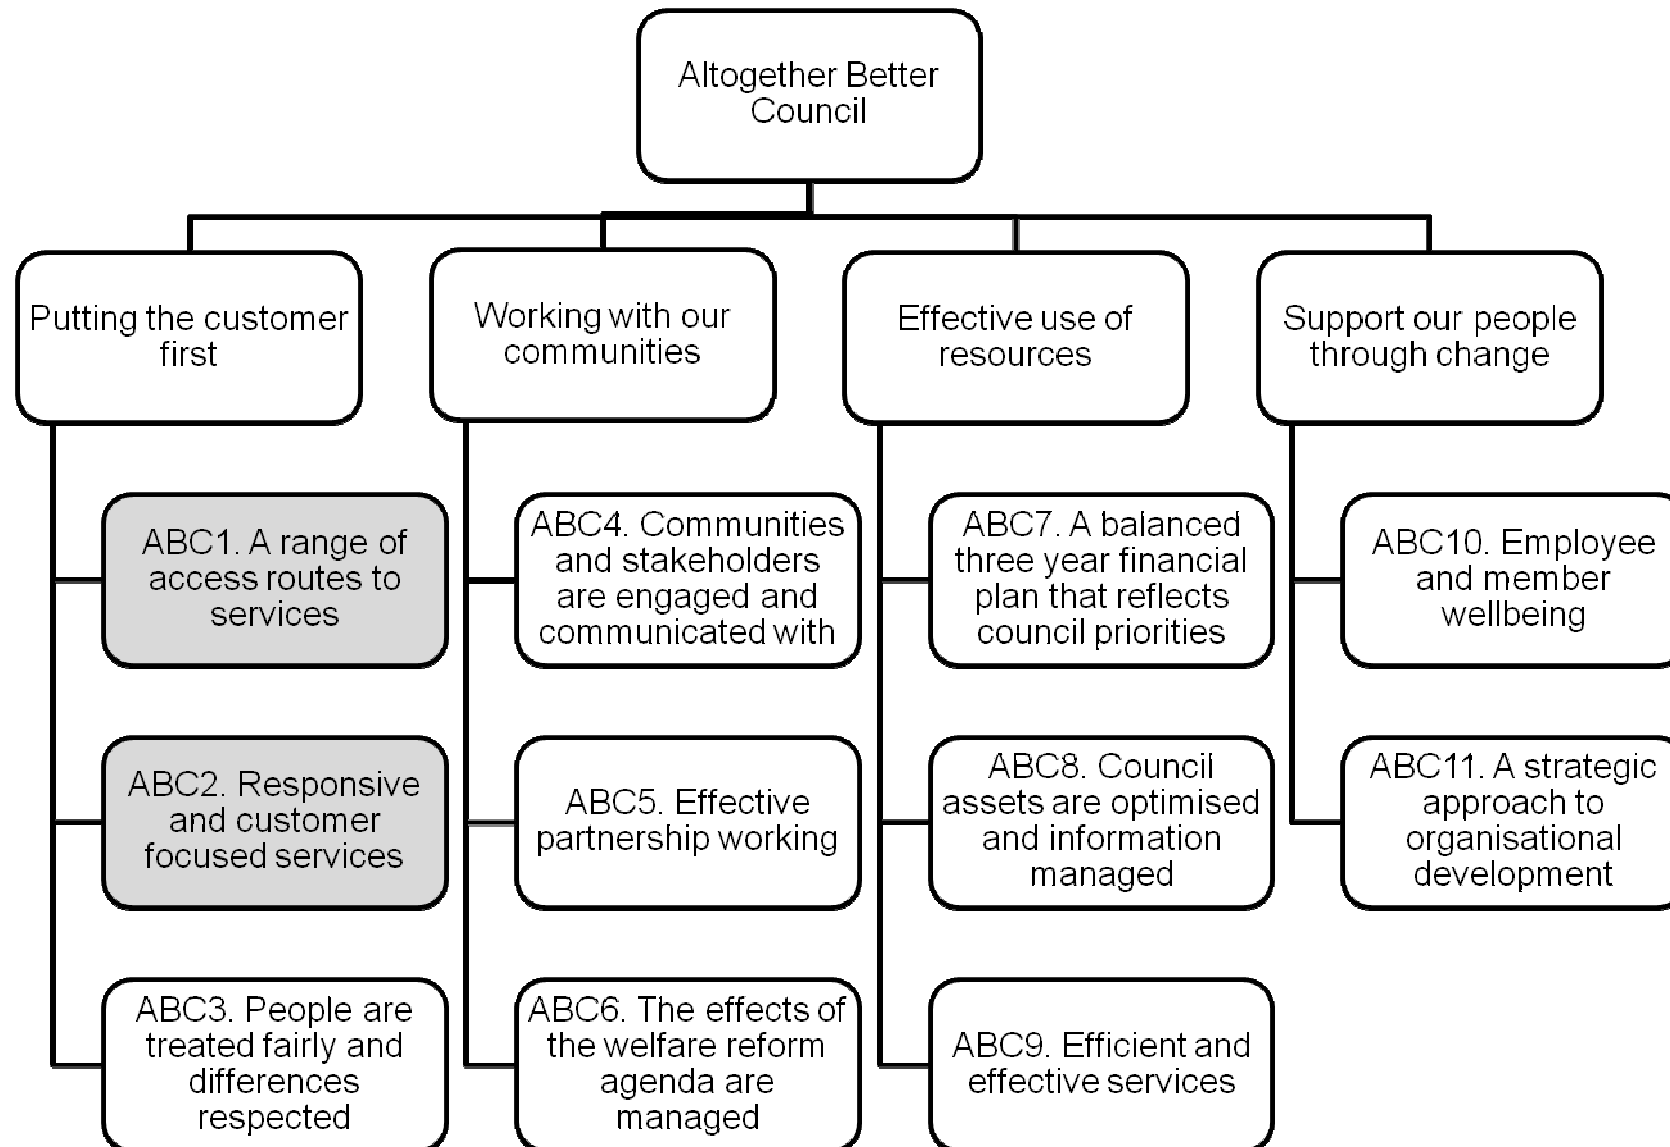 Altogether Better
Council
Putting the customer
first
Working with our
communities
Effective use of
resources
Support our people
through change
ABC1. A range of
access routes to
services
ABC4. Communities
and stakeholders
are engaged and
communicated with
ABC7. A balanced
three year financial
plan that reflects
council priorities
ABC10. Employee
and member
wellbeing
ABC2. Responsive
and customer
focused services
ABC5. Effective
partnership working
ABC8. Council
assets are optimised
and information
managed
ABC11. A strategic
approach to
organisational
development
ABC3. People are
treated fairly and
differences
respected
ABC6. The effects of
the welfare reform
agenda are
managed
ABC9. Efficient and
effective services